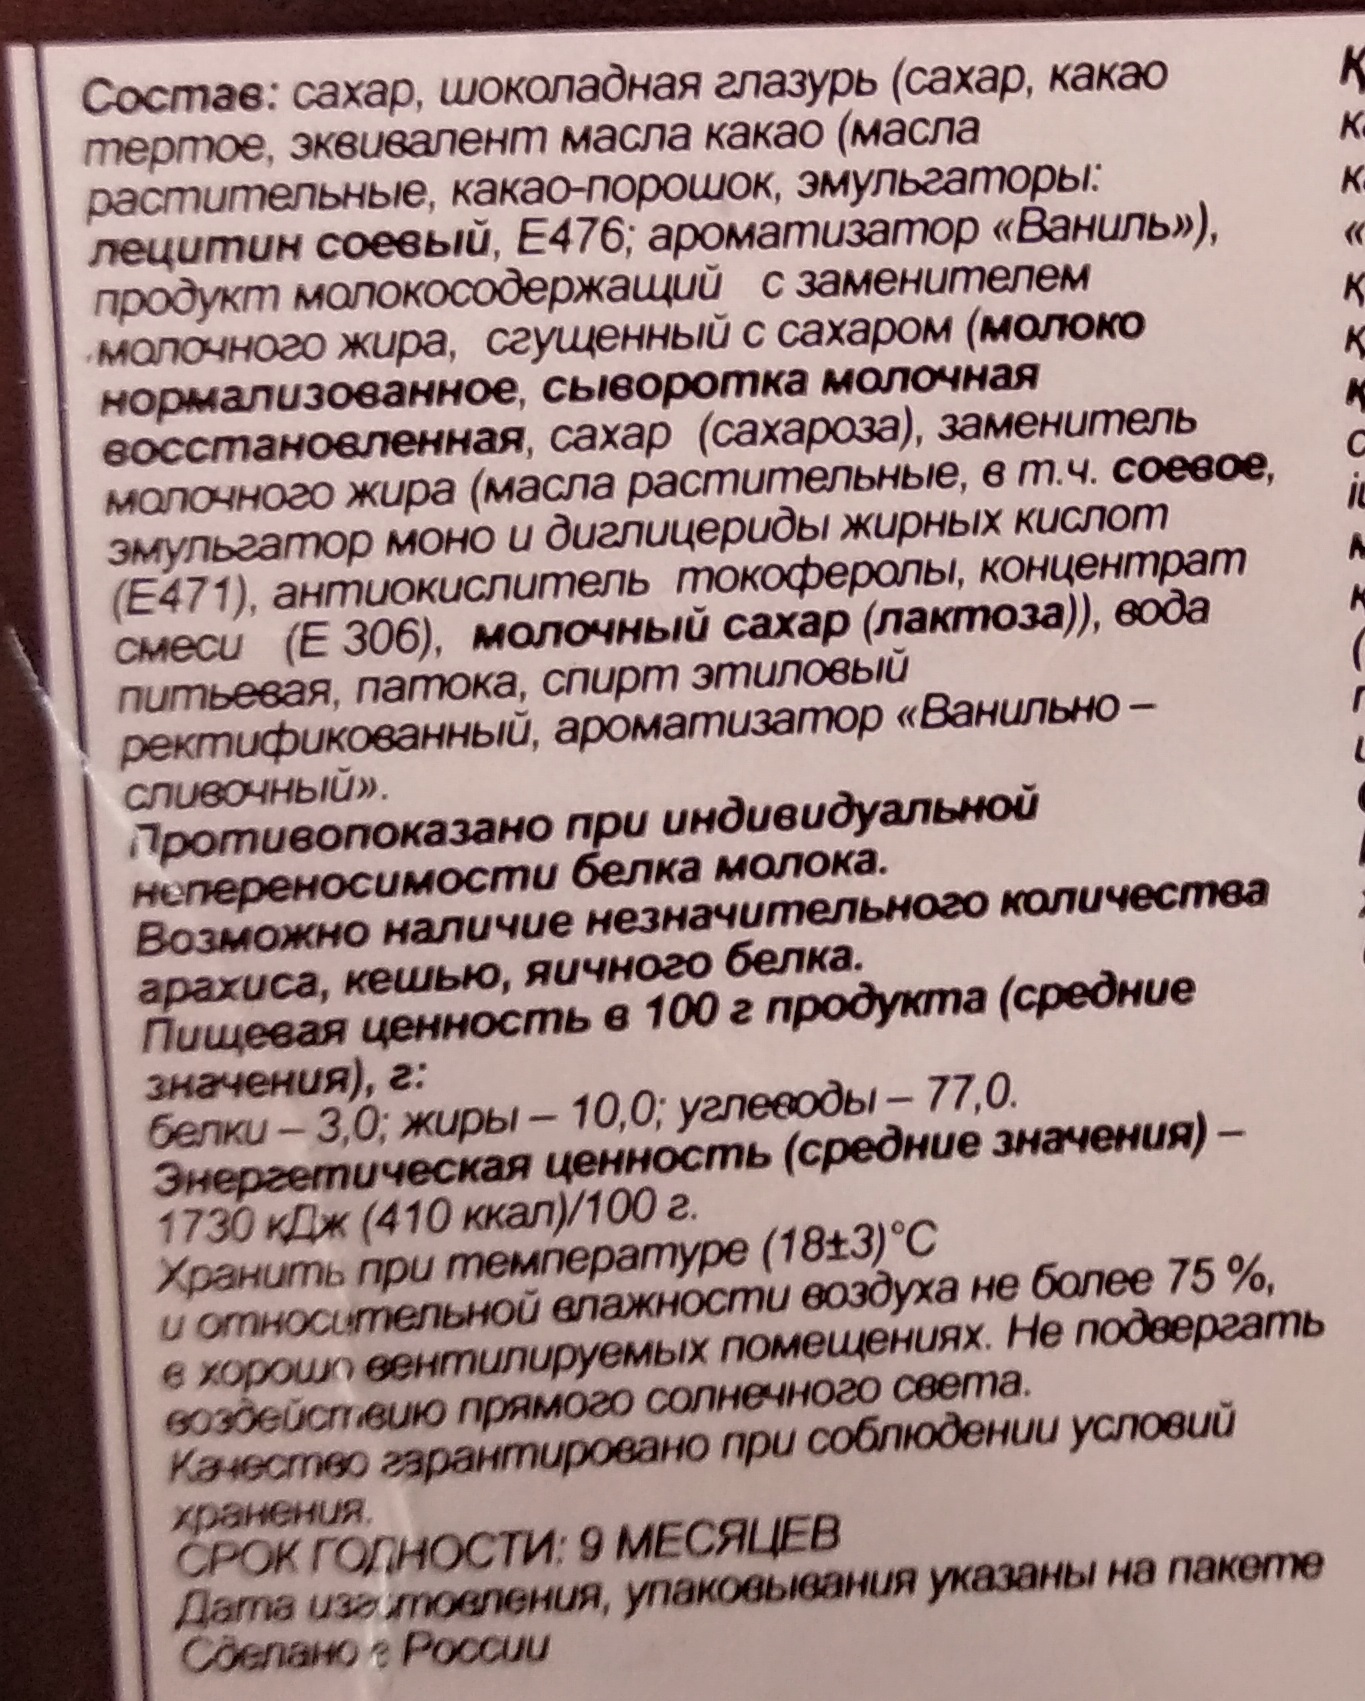 Состав: сахар, шоколадная глазурь (сахар, какао
тертое, эквивалент масла какао (масла
растительные, какао-порошок, эмульгаторы:
лецитин соевый, Е476; ароматизатор «Ваниль»),
продукт молокосодержащий с заменителем
молочного жира, сгущенный с сахаром (молоко
нормализованное, сыворотка молочная
восстановленная, сахар (сахароза), заменитель
молочного жира (масла растительные, в т.ч. соевое,
эмульгатор моно и диглицериды жирных кислот
(Е471), антиокислитель токоферолы, концентрат
смеси (Е 306), молочный сахар (лактоза)), вода
питьевая, патока, спирт этиловый
ректификованный, ароматизатор «Ванильно –
сливочный».
Противопоказано при индивидуальной
непереносимости белка молока.
Возможно наличие незначительного количества
арахиса, кешью, яичного белка.
Пищевая ценность в 100 г продукта (средние
значения), г:
белки – 3,0; жиры – 10,0; углеводы – 77,0.
Энергетическая ценность (средние значения) –
1730 кДж (410 ккал)/100 г.
Хранить при температуре (18±3)°С
и относительной влажности воздуха не более 75 %,
в хорошо вентилируемых помещениях. Не подвергать
воздействию прямого солнечного света.
Качество гарантировано при соблюдении условий
хранения.
СРОК ГОДНОСТИ: 9 МЕСЯЦЕВ
Дата изготовления, упаковывания указаны на пакете
Сделано в России